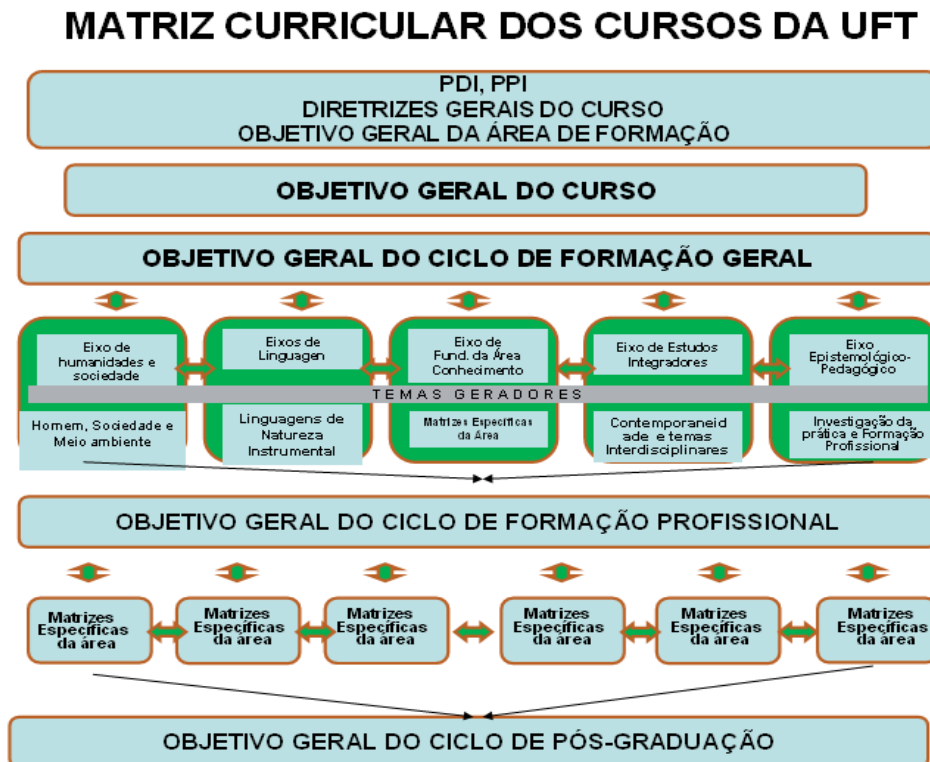 MATRIZ CURRICULAR DOS CURSOS DA UFT
PDI, PPI
DIRETRIZES GERAIS DO CURSO
OBJETIVO GERAL DA ÁREA DE FORMAÇÃO
OBJETIVO GERAL DO CURSO
OBJETIVO GERAL DO CICLO DE FORMAÇÃO GERAL
Eixo de
humanidades e
sociedade
Eixos de
Linguagen
Eixo de
Fund. da Área
Conhecimento
Eixo de Estudos
Integradores
Eixo
Epistemológico-
Pedagógico
TEMAS GERADORES
Homem, Sociedade e
Meio ambiente
Linguagens de
Natureza
Instrumental
Matrizes Específicas
da Área
Contemporaneid
ade e temas
Interdisciplinares
Investigação da
prática e Formação
Profissional
OBJETIVO GERAL DO CICLO DE FORMAÇÃO PROFISSIONAL
Matrizes
Específicas
da área
Matrizes
Específicas
da área
Matrizes
Específicas
da área
Matrizes
Específicas
da área
Matrizes
Específicas
da área
Matrizes
Específicas
da área
OBJETIVO GERAL DO CICLO DE PÓS-GRADUAÇÃO